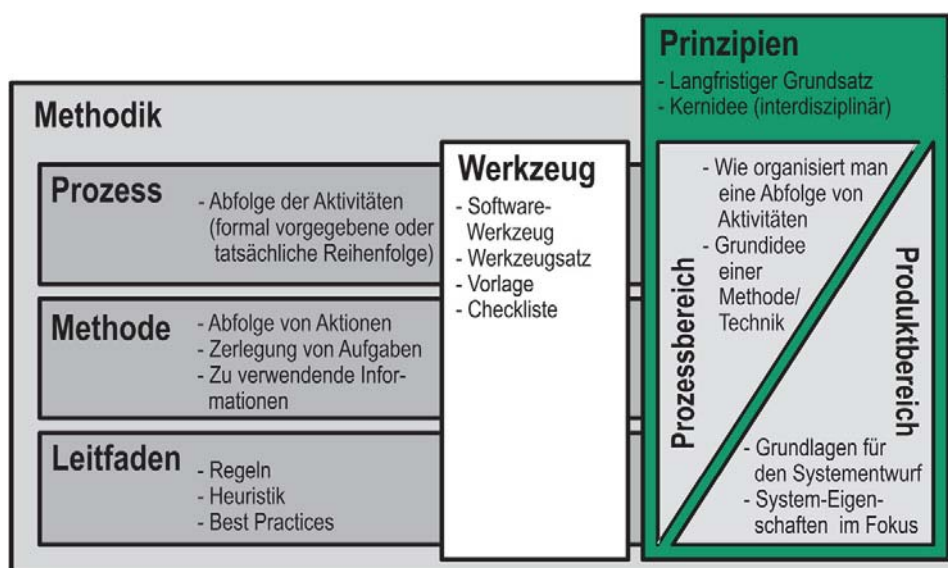 Methodik
Prozess
- Abfolge der Aktivitäten
(formal vorgegebene oder
tatsächliche Reihenfolge)
Methode
- Abfolge von Aktionen
- Zerlegung von Aufgaben
- Zu verwendende Infor-
mationen
Leitfaden
- Regeln
- Heuristik
- Best Practices
Werkzeug
- Software-
Werkzeug
- Werkzeugsatz
- Vorlage
- Checkliste
Prinzipien
- Langfristiger Grundsatz
- Kernidee (interdisziplinär)
Prozessbereich
- Wie organisiert man
eine Abfolge von
Aktivitäten
- Grundidee
einer
Methode/
Technik
Produktbereich
- Grundlagen für
den Systementwurf
- System-Eigen-
schaften im Fokus